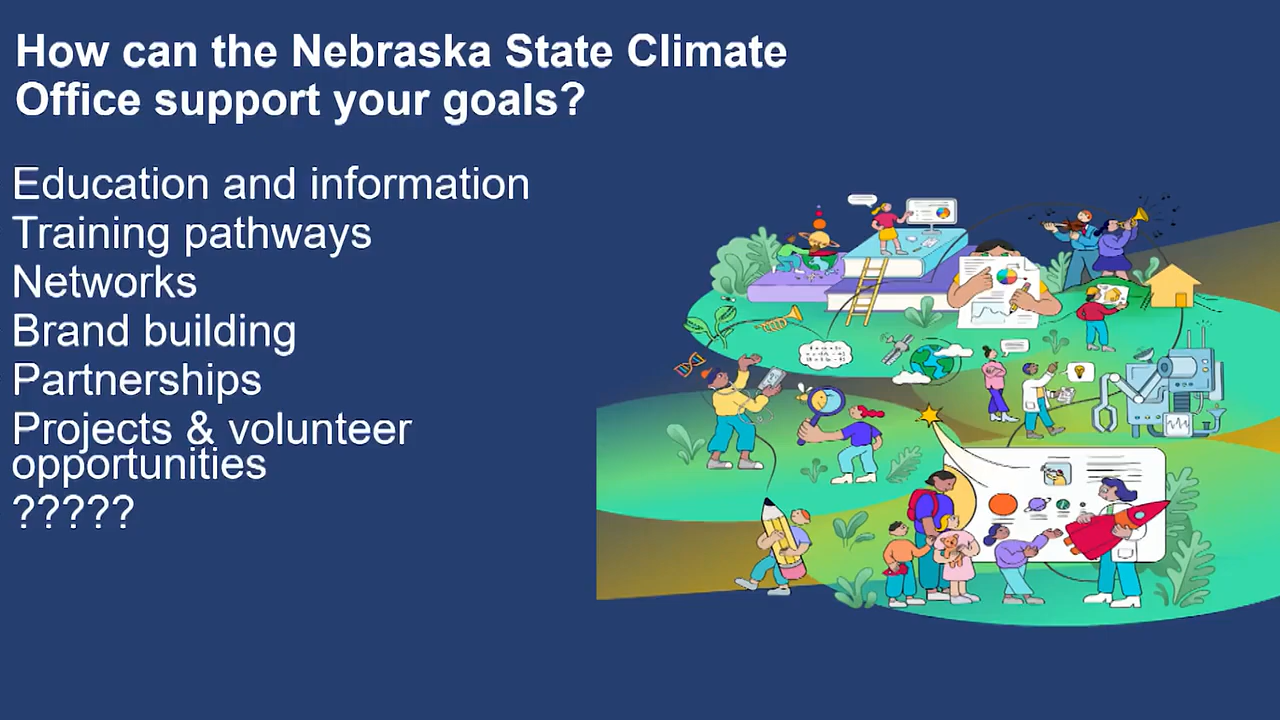 How can the Nebraska State Climate
Office support your goals?
Education and information
Training pathways
Networks
Brand building
Partnerships
Projects & volunteer
opportunities
?????